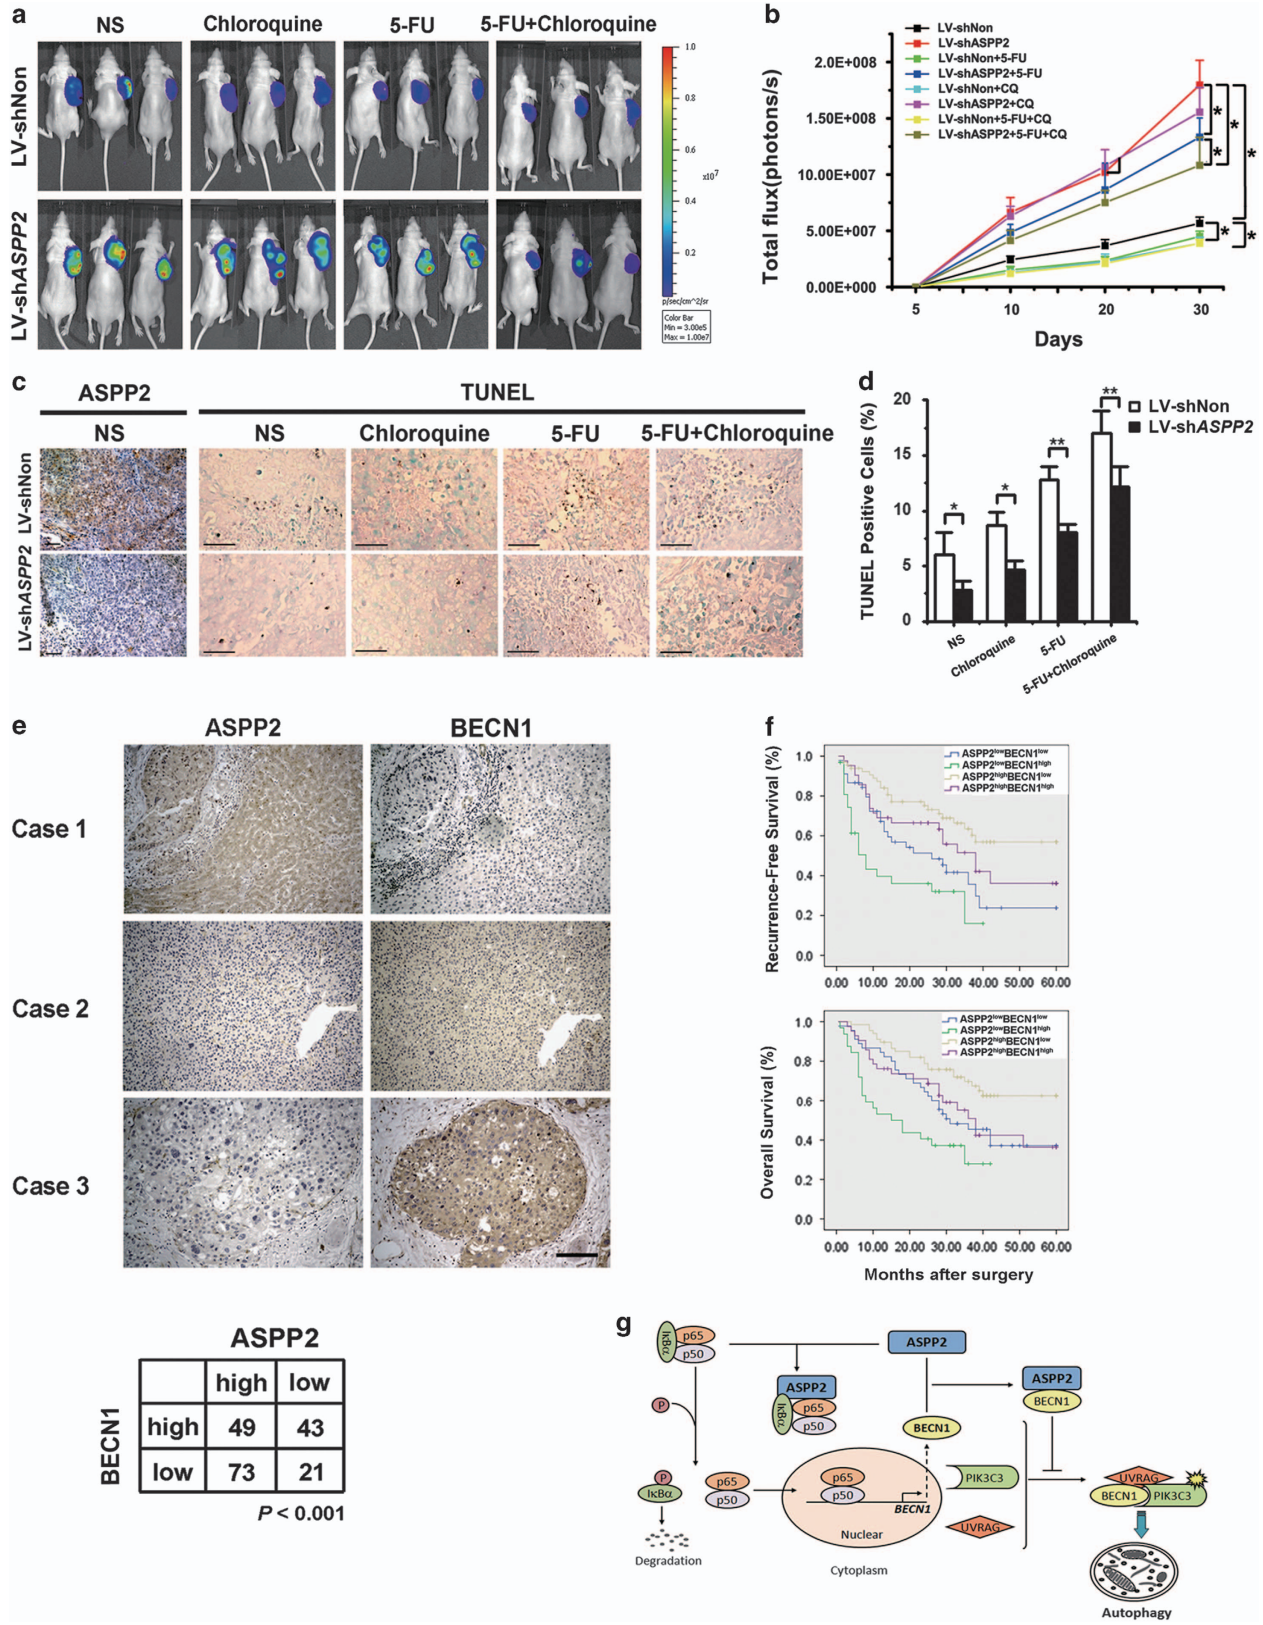 a
NS Chloroquine 5-FU 5-FU+Chloroquine
LV-shNon
LV-shASPP2
1.0
0.8
0.6
x10⁷
0.4
0.2
p/sec/cm^2/sr
Color Bar
Min = 3.00e5
Max = 1.00e7
b
LV-shNon
LV-shASPP2
LV-shNon+5-FU
LV-shASPP2+5-FU
LV-shNon+CQ
LV-shASPP2+CQ
LV-shNon+5-FU+CQ
LV-shASPP2+5-FU+CQ
Total flux(photons/s)
2.0E+008
1.50E+008
10.00E+007
5.00E+007
0.00E+000
* * * * * *
5 10 20 30
Days
c
ASPP2 TUNEL
NS NS Chloroquine 5-FU 5-FU+Chloroquine
LV-shNon
LV-shASPP2
d
TUNEL Positive Cells (%)
20
15
10
5
0
* * ** **
LV-shNon
LV-shASPP2
NS
Chloroquine
5-FU
5-FU+Chloroquine
e
ASPP2 BECN1
Case 1
Case 2
Case 3
ASPP2
BECN1
high low
high 49 43
low 73 21
P < 0.001
f
Recurrence-Free Survival (%)
1.0
0.8
0.6
0.4
0.2
0.0
ASPP2lowBECN1low
ASPP2lowBECN1high
ASPP2highBECN1low
ASPP2highBECN1high
0.00 10.00 20.00 30.00 40.00 50.00 60.00
Overall Survival (%)
1.0
0.8
0.6
0.4
0.2
0.0
ASPP2lowBECN1low
ASPP2lowBECN1high
ASPP2highBECN1low
ASPP2highBECN1high
0.00 10.00 20.00 30.00 40.00 50.00 60.00
Months after surgery
g
IκBα
p65
p50
ASPP2
ASPP2
IκBα
p65
p50
ASPP2
BECN1
P
BECN1
P
IκBα
p65
p50
p65
p50
BECN1
Nuclear
PIK3C3
UVRAG
UVRAG
BECN1
PIK3C3
Degradation
Cytoplasm
Autophagy